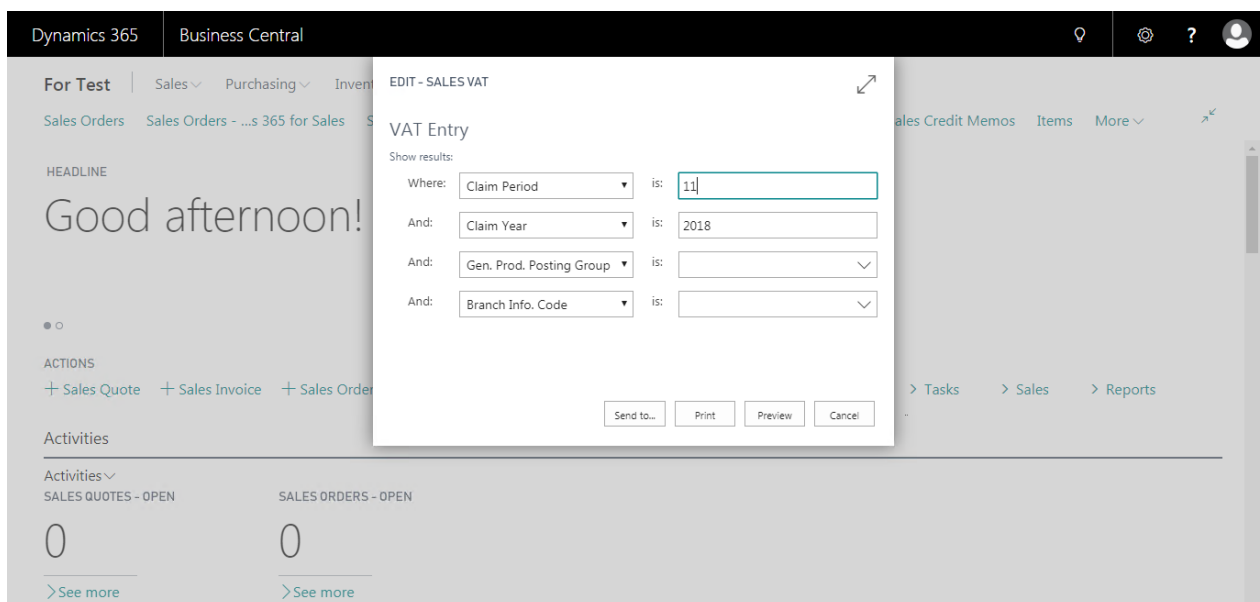 Dynamics 365 Business Central ?
For Test Sales Purchasing
Sales Orders Sales Orders - ...s 365 for Sales Sales Credit Memos Items More
EDIT - SALES VAT
VAT Entry
Show results:
Where: Claim Period is: 11
And: Claim Year is: 2018
And: Gen. Prod. Posting Group is:
And: Branch Info. Code is:
Send to... Print Preview Cancel
HEADLINE
Good afternoon!
ACTIONS
+ Sales Quote + Sales Invoice + Sales Order > Tasks > Sales > Reports
Activities
Activities
SALES QUOTES - OPEN SALES ORDERS - OPEN
0 0
>See more >See more